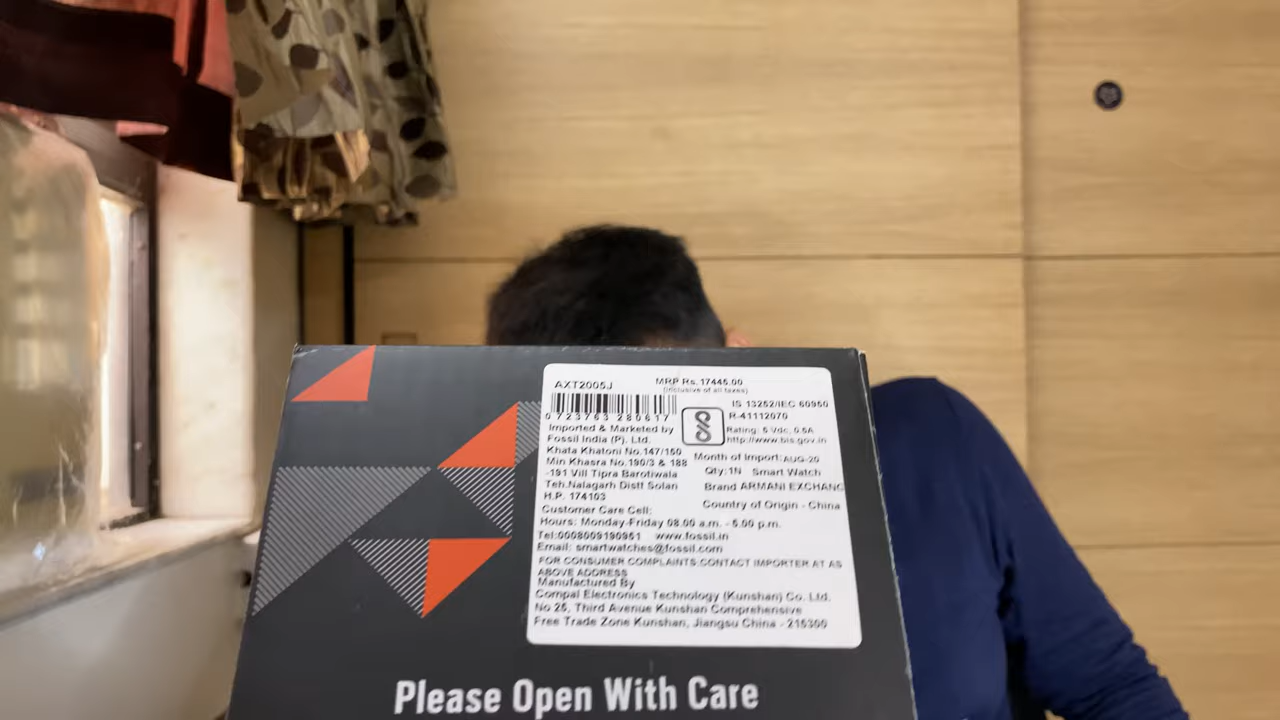 AXT2005J
MRP Rs. 17445.00
(inclusive of all taxes)
0 723763 280617
IS 13252/IEC 60950
R-41112070
Rating: 5 Vdc, 0.5A
http://www.bis.gov.in
Imported & Marketed by
Fossil India (P). Ltd.
Khata Khatoni No.147/150
Min Khasra No.190/3 & 188
-191 Vill Tipra Barotiwala
Teh.Nalagarh Distt Solan
H.P. 174103
Month of Import:AUG-20
Qty:1N Smart Watch
Brand ARMANI EXCHANG
Country of Origin - China
Customer Care Cell:
Hours: Monday-Friday 08.00 a.m. - 5.00 p.m.
Tel:0008009190951 www.fossil.in
Email: smartwatches@fossil.com
FOR CONSUMER COMPLAINTS CONTACT IMPORTER AT AS
ABOVE ADDRESS
Manufactured By
Compal Electronics Technology (Kunshan) Co. Ltd.
No 25, Third Avenue Kunshan Comprehensive
Free Trade Zone Kunshan, Jiangsu China - 215300
Please Open With Care